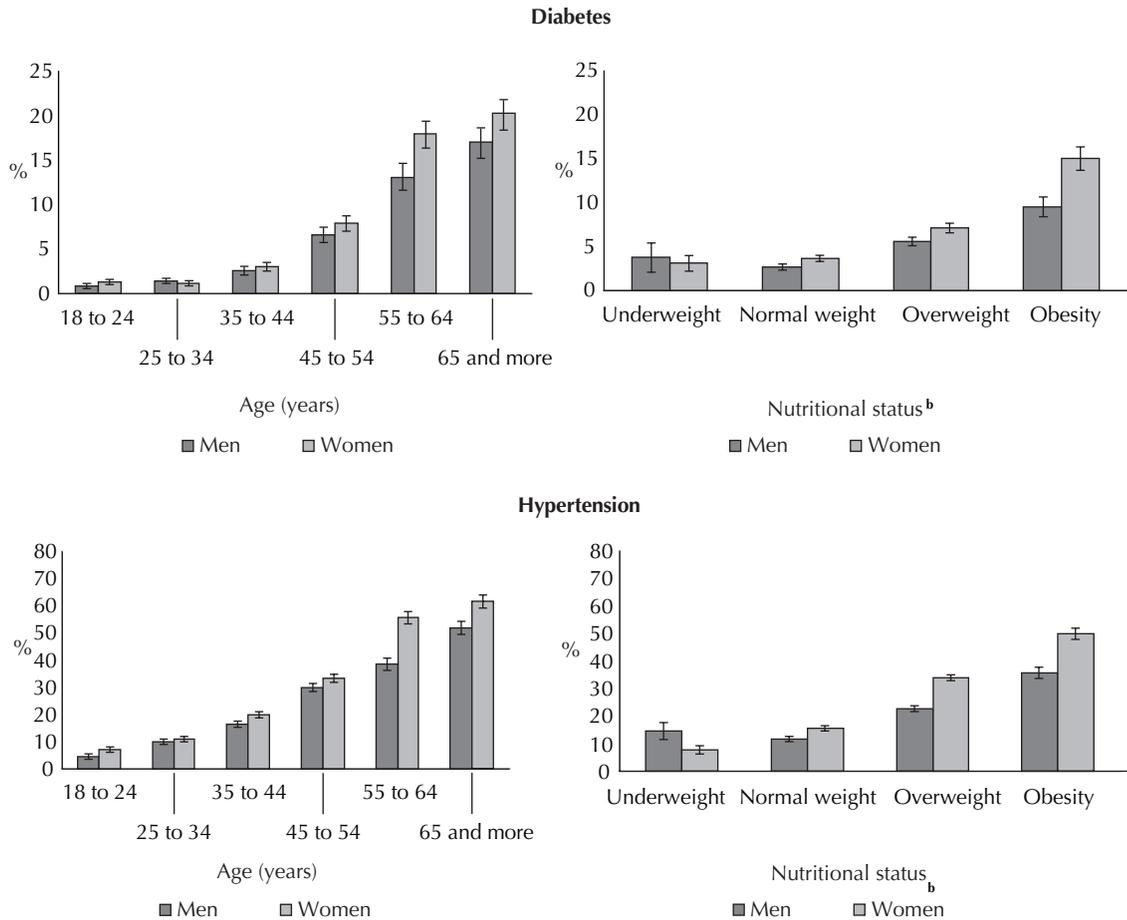 Diabetes
25
20
15
10
5
0
%
18 to 24
35 to 44
55 to 64
25 to 34
45 to 54
65 and more
Age (years)
Men
Women
25
20
15
10
5
0
%
Underweight
Normal weight
Overweight
Obesity
Nutritional status b
Men
Women
Hypertension
80
70
60
50
40
30
20
10
0
%
18 to 24
35 to 44
55 to 64
25 to 34
45 to 54
65 and more
Age (years)
Men
Women
80
70
60
50
40
30
20
10
0
%
Underweight
Normal weight
Overweight
Obesity
Nutritional status
b
Men
Women